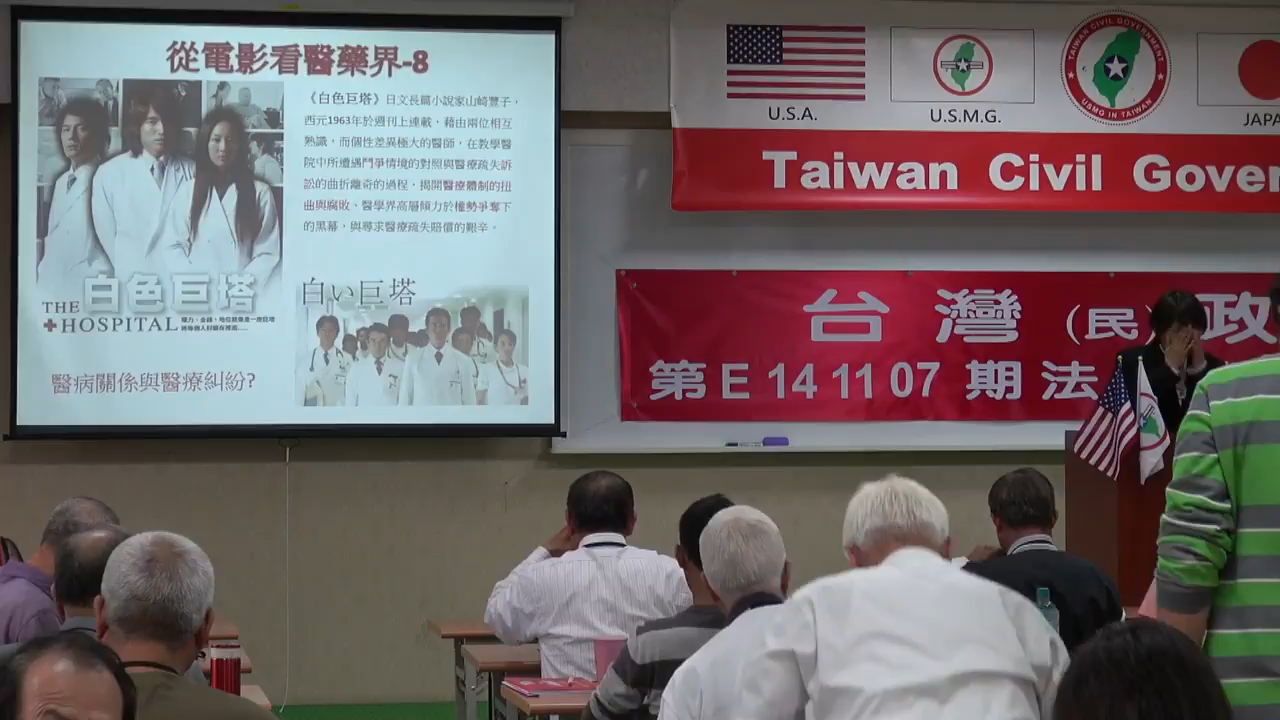 從電影看醫藥界-8
《白色巨塔》日文長篇小說家山崎豐子，
西元1963年於週刊上連載，藉由兩位相互
熟識，而個性差異極大的醫師，在教學醫
院中所遭遇鬥爭情境的對照與醫療疏失訴
訟的曲折離奇的過程，揭開醫療體制的扭
曲與腐敗、醫學界高層傾力於權勢爭奪下
的黑幕，與尋求醫療疏失賠償的艱辛。
白色巨塔
THE
HOSPITAL
白い巨塔
醫病關係與醫療糾紛?
U.S.A.
U.S.M.G.
TAIWAN CIVIL GOVERNMENT
USMG IN TAIWAN
JAPA
Taiwan Civil Gover
台灣(民)政
第E141107期法